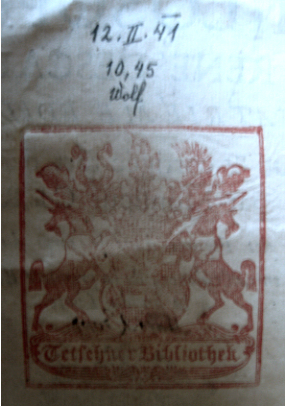 12. II. 41
10,45
Wolf
Tetschner Bibliothek